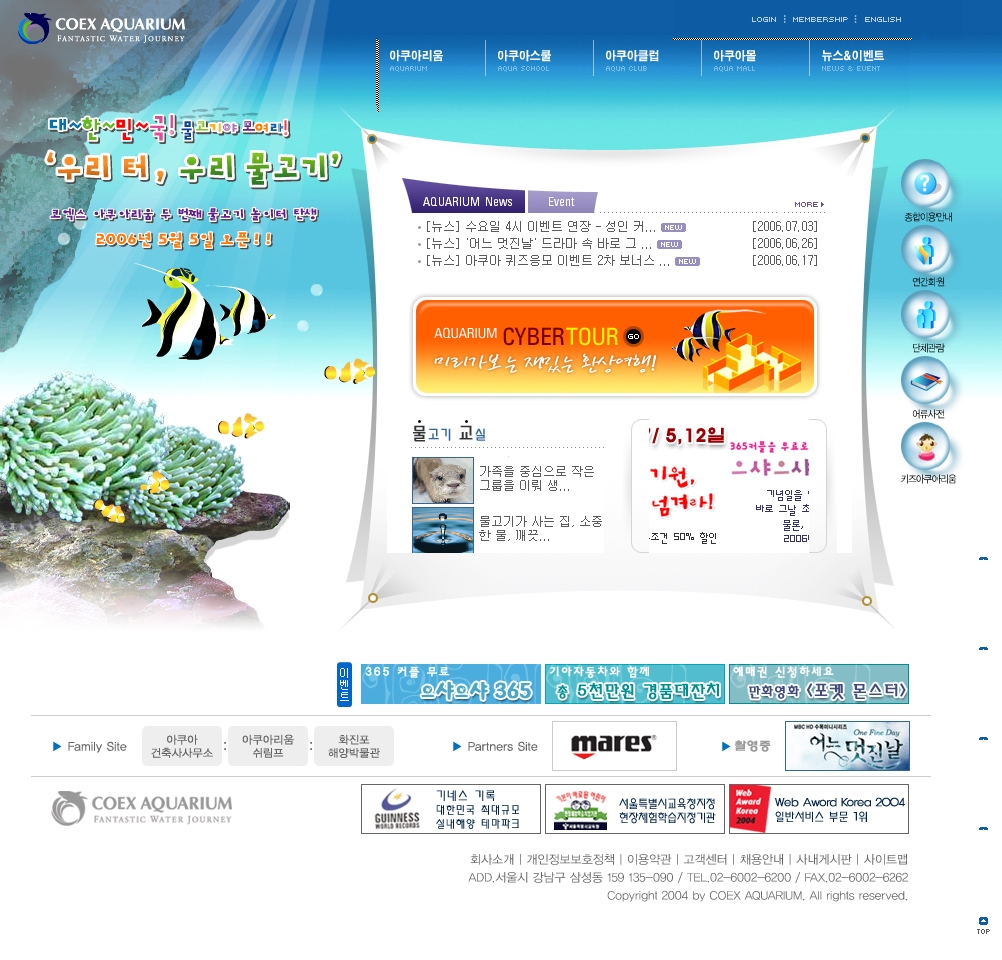 COEX AQUARIUM
FANTASTIC WATER JOURNEY
LOGIN MEMBERSHIP ENGLISH
아쿠아리움 아쿠아스쿨 아쿠아클럽 아쿠아몰 뉴스&이벤트
AQUARIUM AQUA SCHOOL AQUA CLUB AQUA MALL NEWS & EVENT
대~한~민~국! 물고기야 모여라!
'우리 터, 우리 물고기'
코엑스 아쿠아리움 두 번째 물고기 놀이터 탄생
2006년 5월 5일 오픈!!
AQUARIUM News Event MORE
[뉴스] 수요일 4시 이벤트 연장 - 성인 커... NEW [2006.07.03]
[뉴스] '어느 멋진날' 드라마 속 바로 그 ... NEW [2006.06.26]
[뉴스] 아쿠아 퀴즈응모 이벤트 2차 보너스 ... NEW [2006.06.17]
종합이용안내
연간회원
단체관람
어류사전
키즈아쿠아리움
AQUARIUM CYBER TOUR GO
미리가보는 재밌는 환상여행!
물고기 교실
가족을 중심으로 작은
그룹을 이뤄 생...
물고기가 사는 집, 소중
한 물, 깨끗...
5,12일
365커플을 무료로
기원,
으샤으샤
넘겨라!
기념일을
바로 그날
물론,
조건 50% 할인
이벤트
365 커플 무료
으샤으샤 365
기아자동차와 함께
총 5천만원 경품대잔치
예매권 신청하세요
만화영화 <포켓 몬스터>
Family Site
아쿠아
건축사사무소
:
아쿠아리움
쉬림프
:
화진포
해양박물관
Partners Site
mares
촬영중
MBC HD 수목미니시리즈
One Fine Day
어느 멋진날
COEX AQUARIUM
FANTASTIC WATER JOURNEY
GUINNESS
WORLD RECORDS
기네스 기록
대한민국 최대규모
실내해양 테마파크
서울특별시교육청지정
현장체험학습지정기관
Web
Award
Korea
2004
Web Aword Korea 2004
일반서비스 부문 1위
회사소개 | 개인정보보호정책 | 이용약관 | 고객센터 | 채용안내 | 사내게시판 | 사이트맵
ADD.서울시 강남구 삼성동 159 135-090 / TEL.02-6002-6200 / FAX.02-6002-6262
Copyright 2004 by COEX AQUARIUM. All rights reserved.
TOP